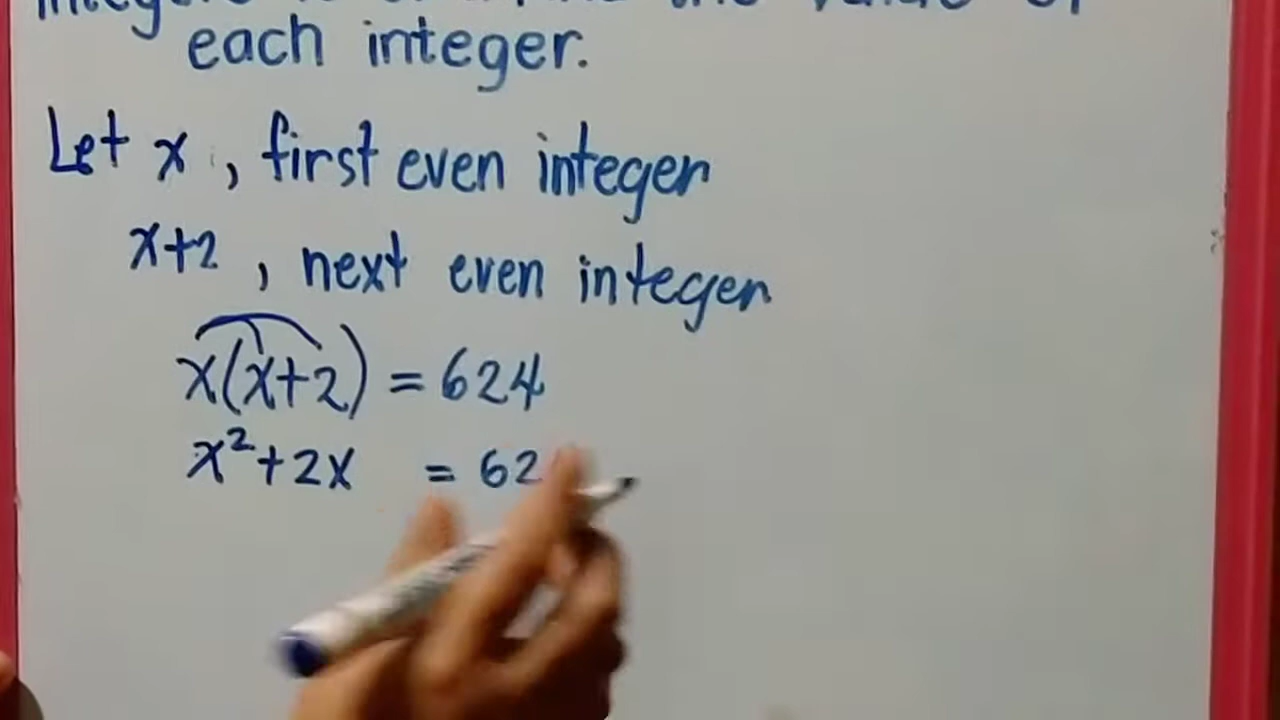 each integer.
Let x , first even integer
x+2 , next even integer
x(x+2) = 624
x²+2x = 62